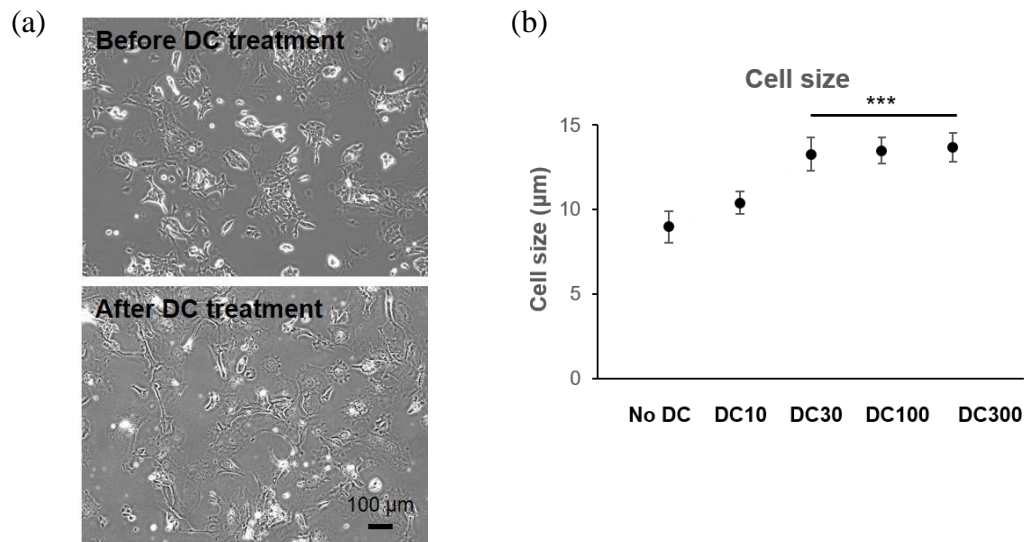 (a)
Before DC treatment
After DC treatment
100 µm
(b)
Cell size
***
Cell size (µm)
15
10
5
0
No DC DC10 DC30 DC100 DC300